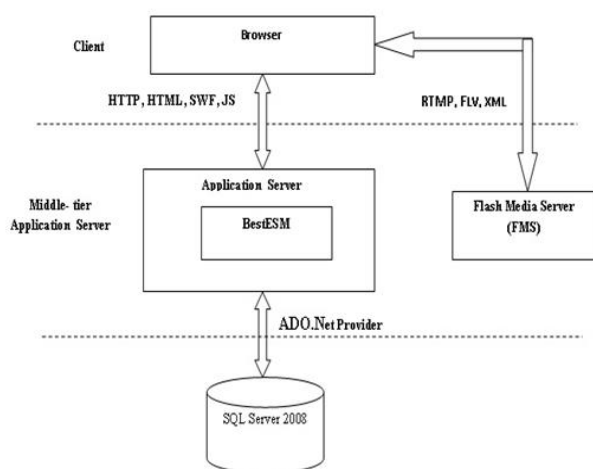 Browser
Client
HTTP, HTML, SWF, JS
RTMP, FLV, XML
Application Server
Middle- tier
Application Server
BestESM
Flash Media Server
(FMS)
ADO.Net Provider
SQL Server 2008